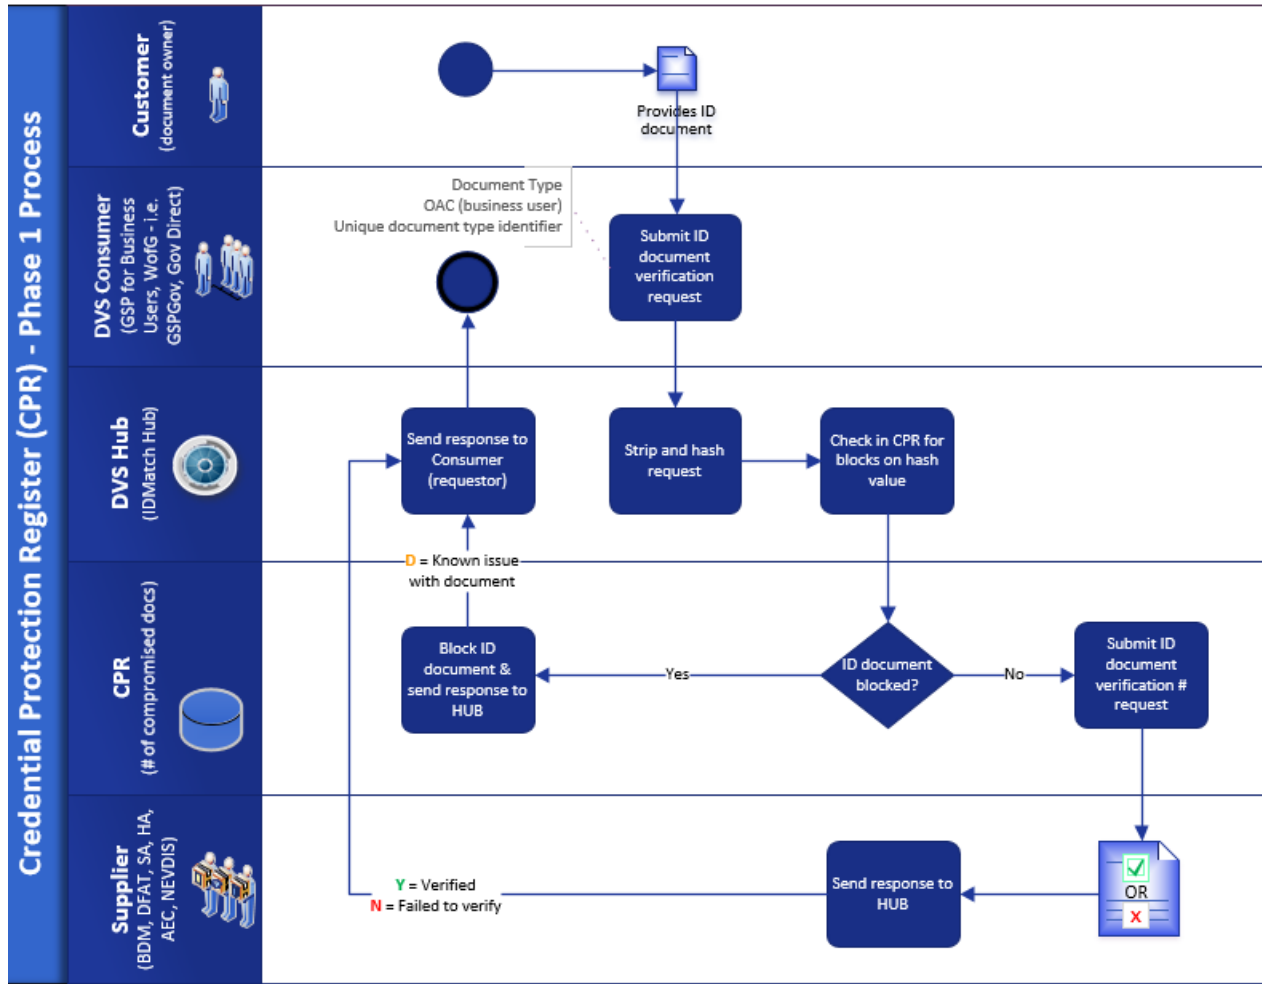 Credential Protection Register (CPR) - Phase 1 Process
Customer
(document owner)
Provides ID
document
DVS Consumer
(GSP for Business
Users, WofG - i.e.
GSPGov, Gov Direct)
Document Type
OAC (business user)
Unique document type identifier
Submit ID
document
verification
request
DVS Hub
(IDMatch Hub)
Send response to
Consumer
(requestor)
Strip and hash
request
Check in CPR for
blocks on hash
value
D = Known issue
with document
CPR
(# of compromised docs)
Block ID
document &
send response to
HUB
Yes
ID document
blocked?
No
Submit ID
document
verification #
request
Supplier
(BDM, DFAT, SA, HA,
AEC, NEVDIS)
Y = Verified
N = Failed to verify
Send response to
HUB
OR
X